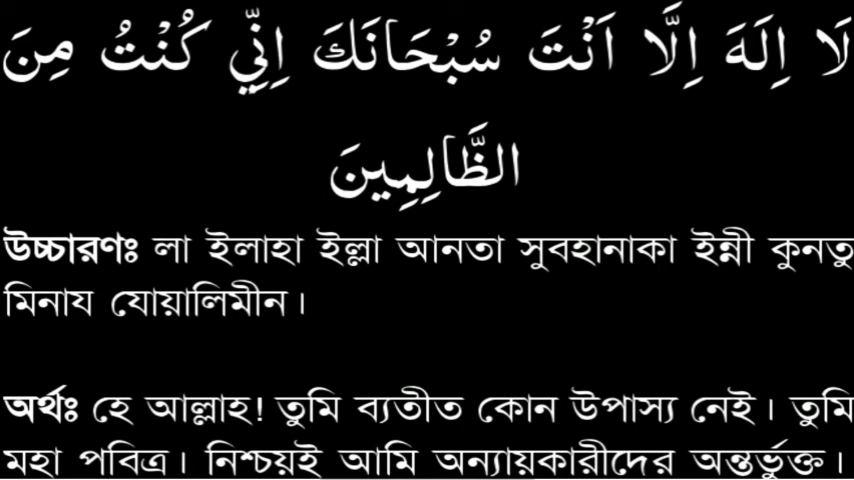 لَا اِلَهَ اِلَّا اَنْتَ سُبْحَانَكَ اِنِّي كُنْتُ مِنَ
الظَّالِمِينَ
উচ্চারণঃ লা ইলাহা ইল্লা আনতা সুবহানাকা ইন্নী কুনতু
মিনায যোয়ালিমীন।
অর্থঃ হে আল্লাহ! তুমি ব্যতীত কোন উপাস্য নেই। তুমি
মহা পবিত্র। নিশ্চয়ই আমি অন্যায়কারীদের অন্তর্ভুক্ত।